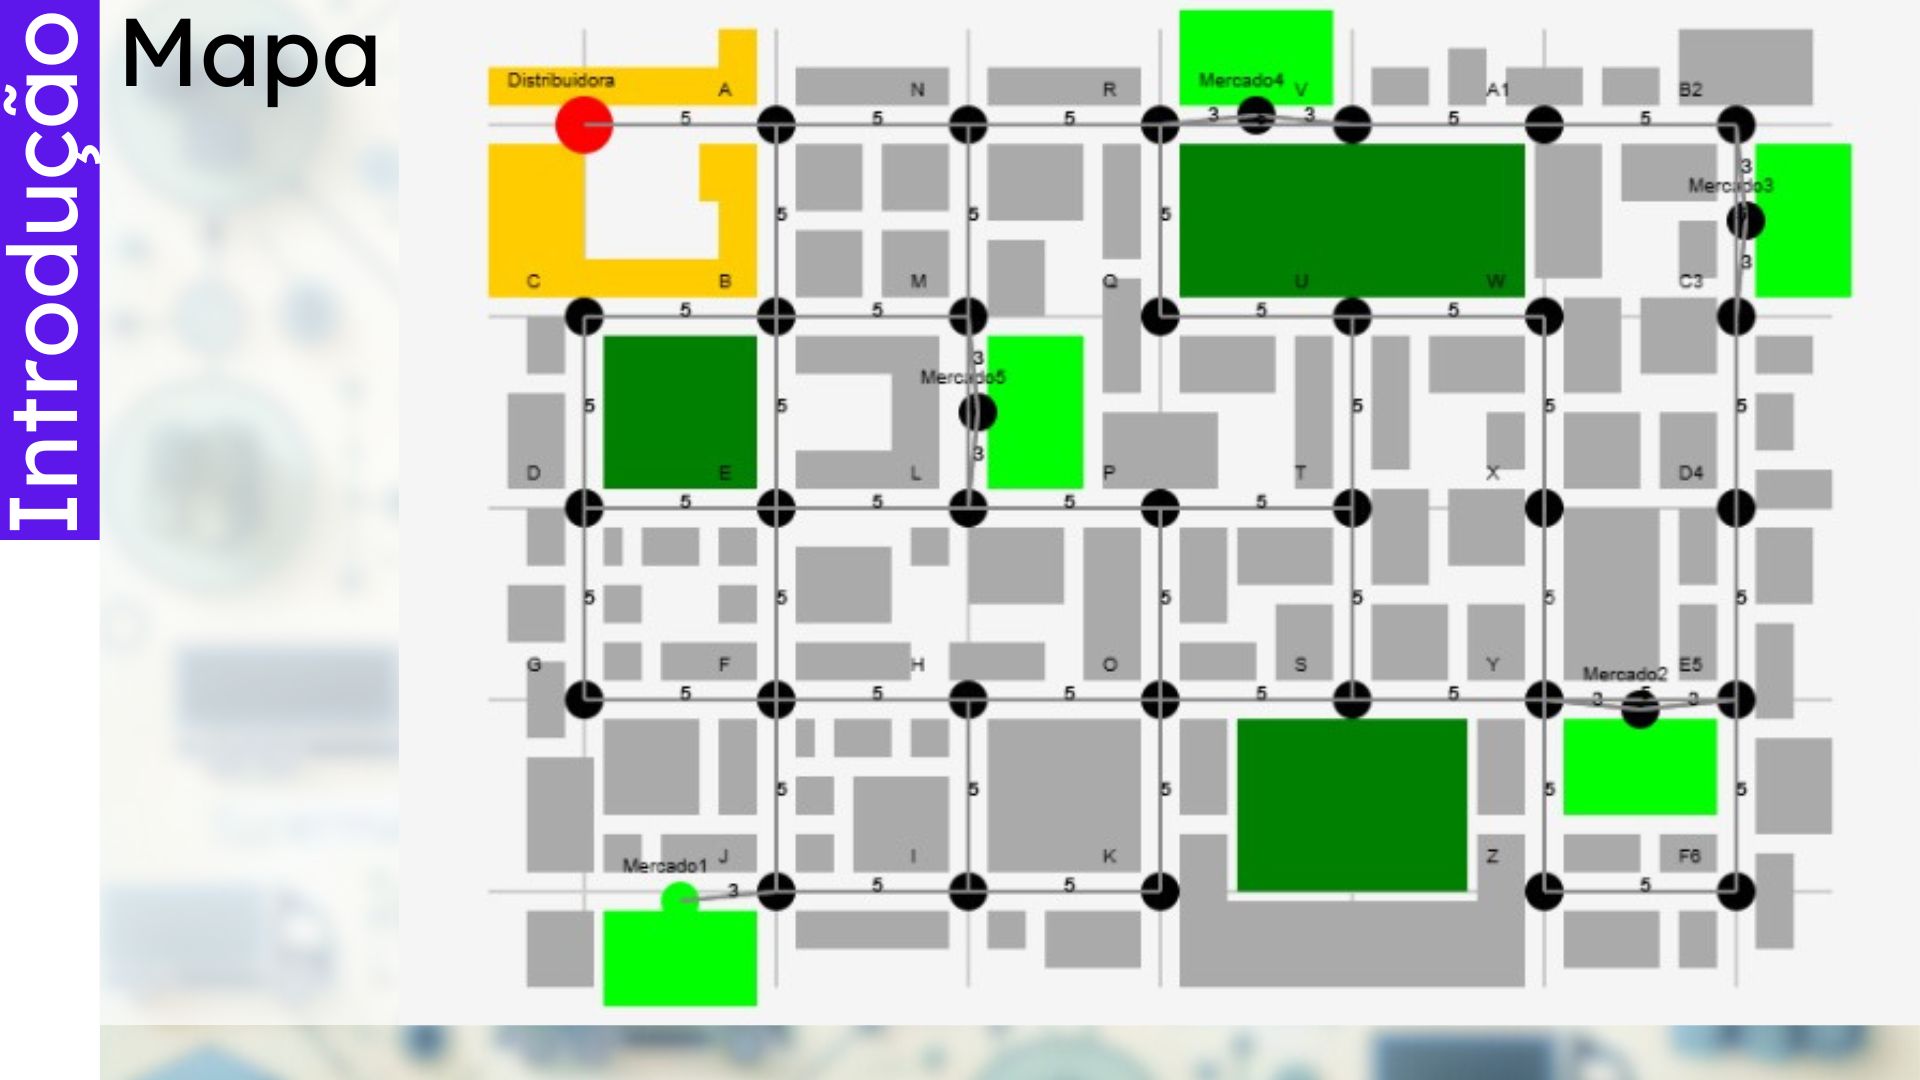 Introdução
Mapa
Distribuidora A N R Mercado4 V A1 B2
5 5 5 3 3 5 5
3
Mercado3
5 5 5
3
C B M Q U W C3
5 5 5 5
3
Mercado5
5 5 5 5 5
3
D E L P T X D4
5 5 5 5
5 5 5 5 5 5
G F H O S Y E5
Mercado2
5 5 5 5 5 3 5 3
5 5 5 5 5
J I K Z F6
Mercado1
3 5 5 5